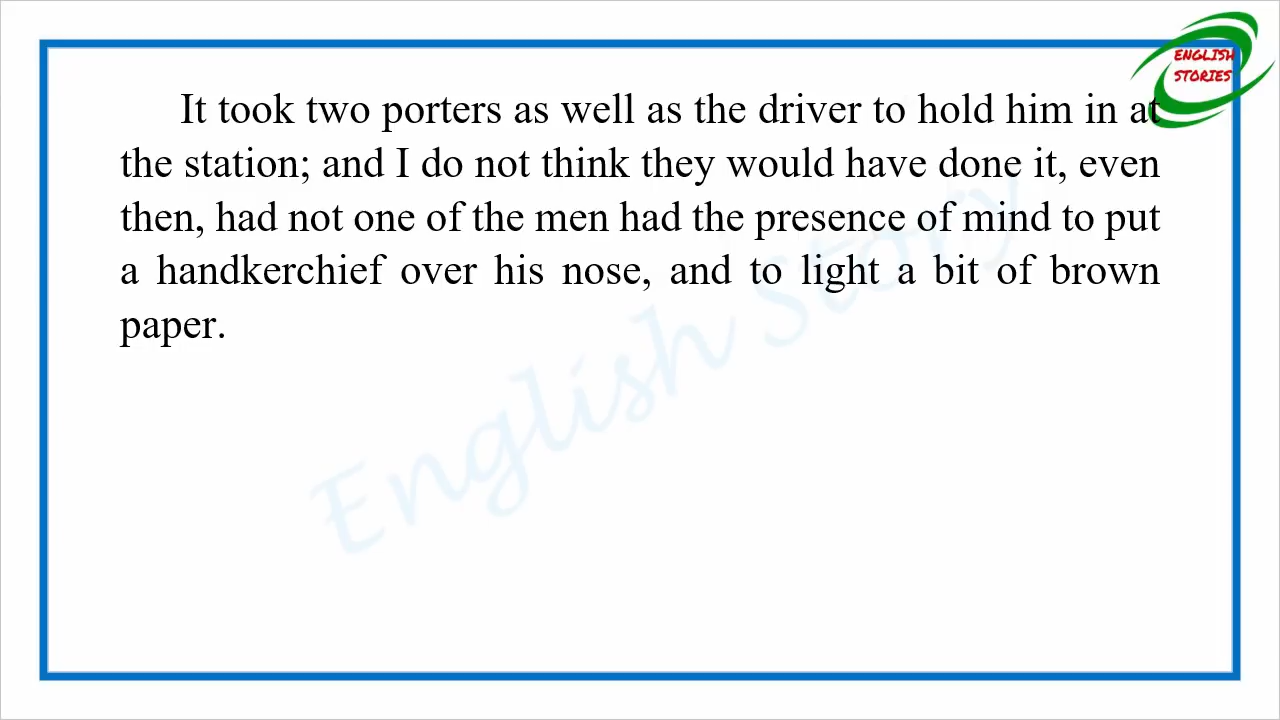 ENGLISH
STORIES
It took two porters as well as the driver to hold him in at
the station; and I do not think they would have done it, even
then, had not one of the men had the presence of mind to put
a handkerchief over his nose, and to light a bit of brown
paper.
English Story